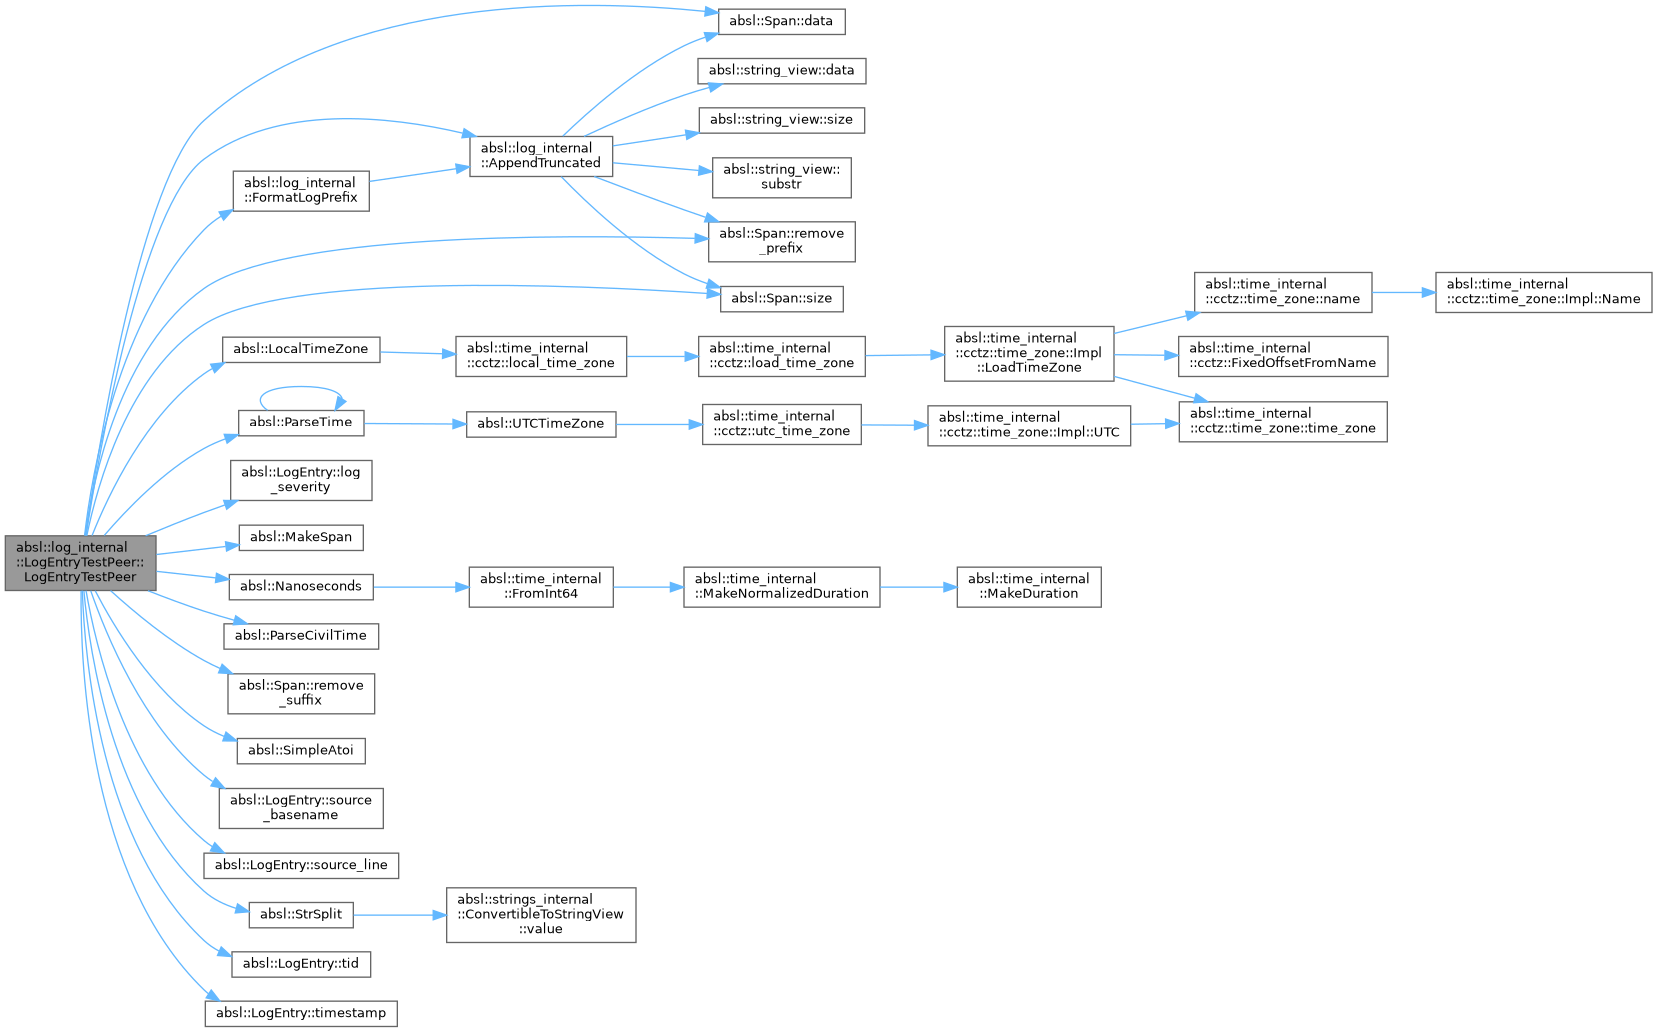 absl::log_internal
::LogEntryTestPeer::
LogEntryTestPeer
absl::Span::data
absl::log_internal
::AppendTruncated
absl::string_view::data
absl::string_view::size
absl::string_view::
substr
absl::Span::remove
_prefix
absl::Span::size
absl::log_internal
::FormatLogPrefix
absl::LocalTimeZone
absl::time_internal
::cctz::local_time_zone
absl::time_internal
::cctz::load_time_zone
absl::time_internal
::cctz::time_zone::Impl
::LoadTimeZone
absl::time_internal
::cctz::time_zone::name
absl::time_internal
::cctz::time_zone::Impl::Name
absl::time_internal
::cctz::FixedOffsetFromName
absl::time_internal
::cctz::time_zone::time_zone
absl::ParseTime
absl::UTCTimeZone
absl::time_internal
::cctz::utc_time_zone
absl::time_internal
::cctz::time_zone::Impl::UTC
absl::LogEntry::log
_severity
absl::MakeSpan
absl::Nanoseconds
absl::time_internal
::FromInt64
absl::time_internal
::MakeNormalizedDuration
absl::time_internal
::MakeDuration
absl::ParseCivilTime
absl::Span::remove
_suffix
absl::SimpleAtoi
absl::LogEntry::source
_basename
absl::LogEntry::source_line
absl::StrSplit
absl::strings_internal
::ConvertibleToStringView
::value
absl::LogEntry::tid
absl::LogEntry::timestamp